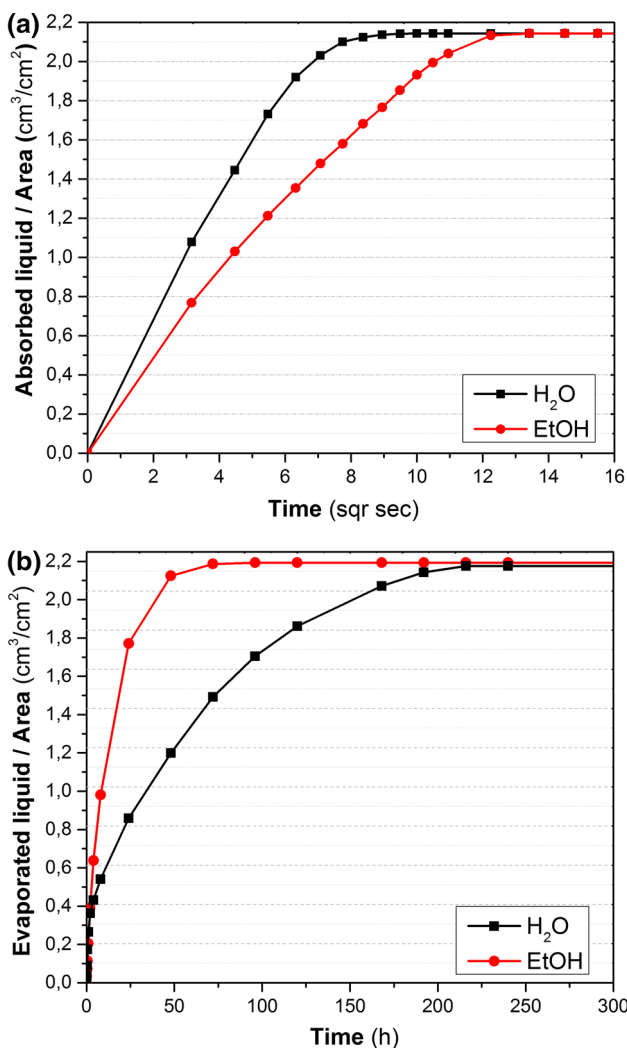 (a)
Absorbed liquid / Area (cm³/cm²)
2,2
2,0
1,8
1,6
1,4
1,2
1,0
0,8
0,6
0,4
0,2
0,0
H₂O
EtOH
0 2 4 6 8 10 12 14 16
Time (sqr sec)
(b)
Evaporated liquid / Area (cm³/cm²)
2,2
2,0
1,8
1,6
1,4
1,2
1,0
0,8
0,6
0,4
0,2
0,0
H₂O
EtOH
0 50 100 150 200 250 300
Time (h)